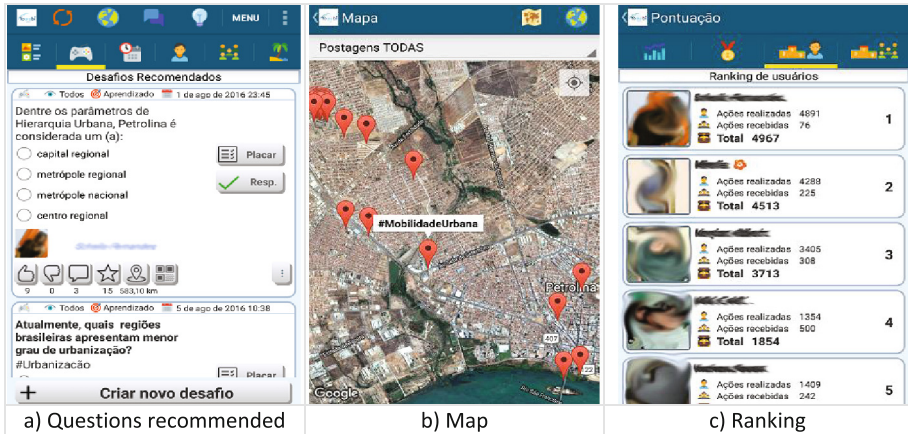 MENU
Desafios Recomendados
Todos Aprendizado 1 de ago de 2016 23:45
Dentre os parâmetros de
Hierarquia Urbana, Petrolina é
considerada um (a):
capital regional
metrópole regional
metrópole nacional
centro regional
Placar
Resp.
9 0 3 15 583,10 km
Todos Aprendizado 5 de ago de 2016 10:38
Atualmente, quais regiões
brasileiras apresentam menor
grau de urbanização?
#Urbanização
Placar
+ Criar novo desafio
a) Questions recommended
Mapa
Postagens TODAS
#MobilidadeUrbana
Petrolina
407
122
Rio São Francisco
Google
b) Map
Pontuação
Ranking de usuários
Ações realizadas 4891
Ações recebidas 76
Total 4967
1
Ações realizadas 4288
Ações recebidas 225
Total 4513
2
Ações realizadas 3405
Ações recebidas 308
Total 3713
3
Ações realizadas 1354
Ações recebidas 500
Total 1854
4
Ações realizadas 1409
Ações recebidas 242
5
c) Ranking